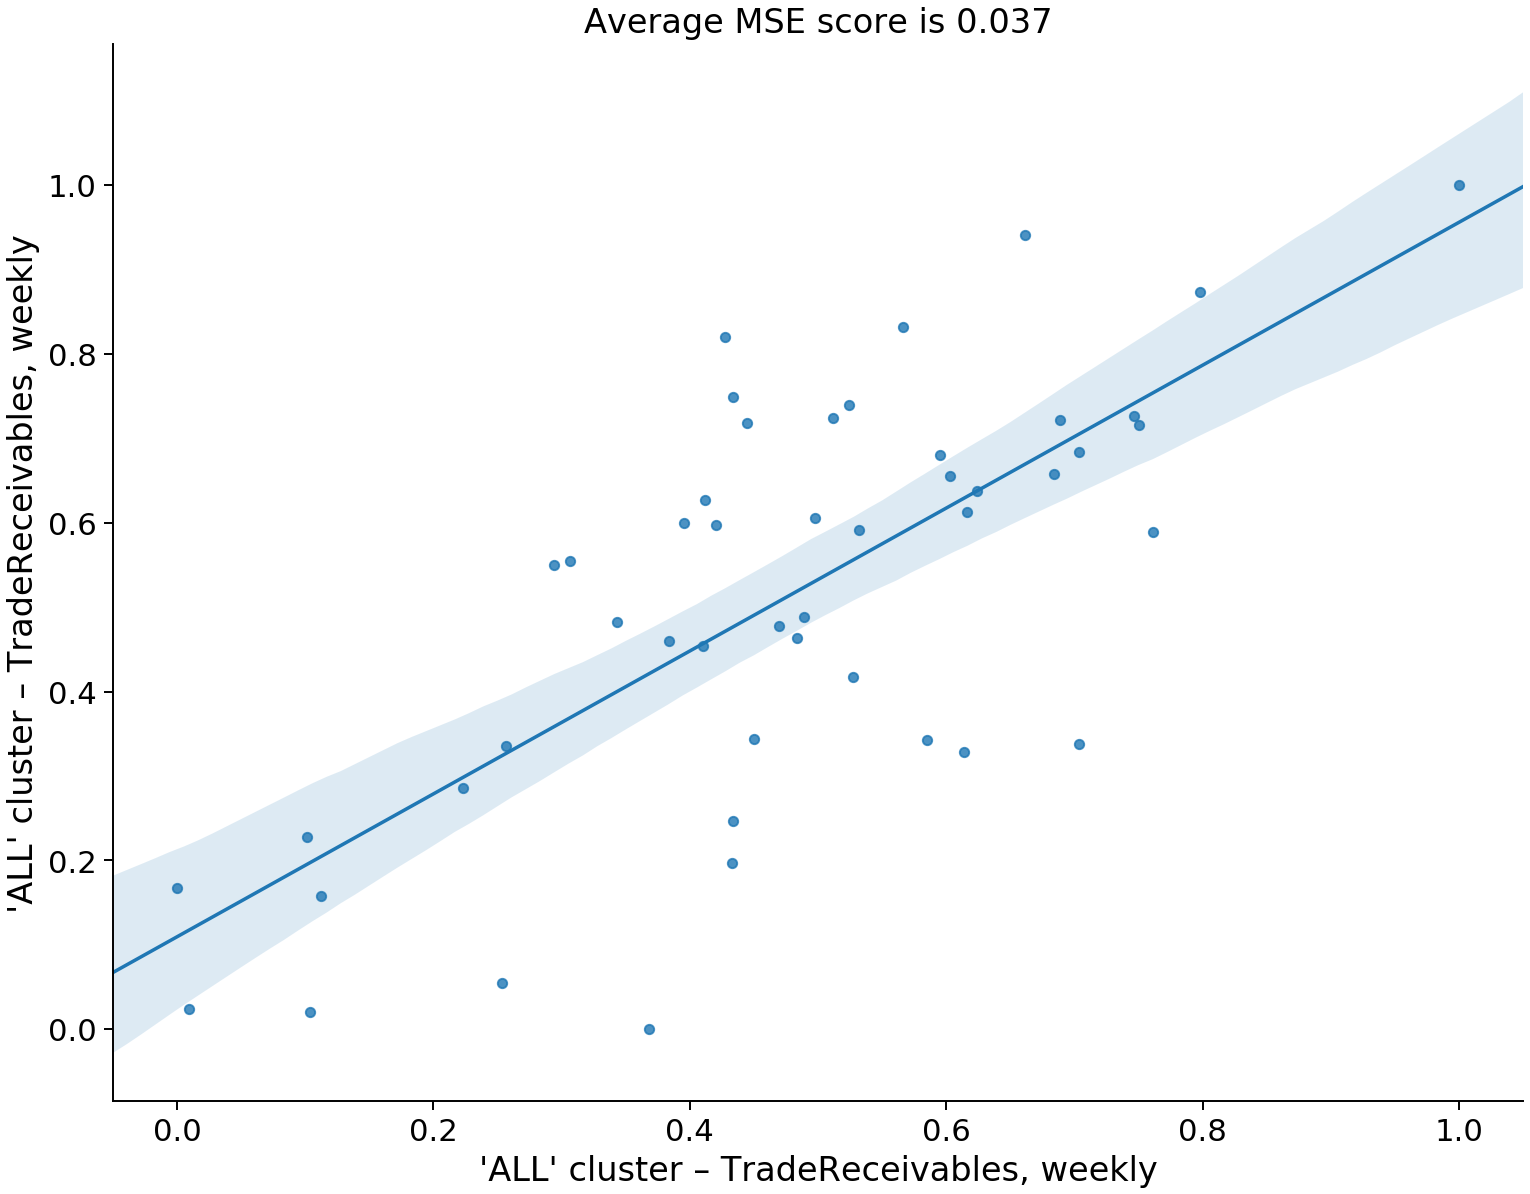 Average MSE score is 0.037
'ALL' cluster – TradeReceivables, weekly
1.0
0.8
0.6
0.4
0.2
0.0
0.0 0.2 0.4 0.6 0.8 1.0
'ALL' cluster – TradeReceivables, weekly